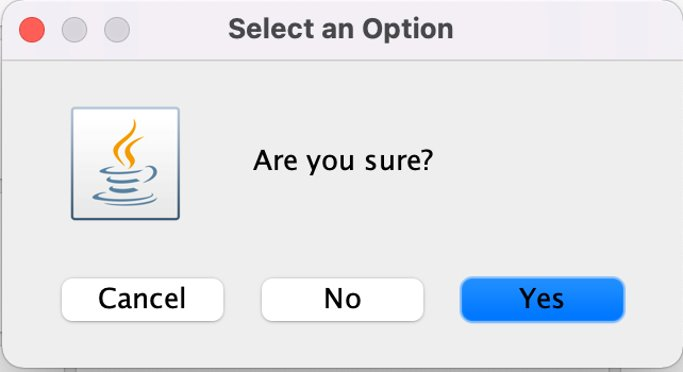 Select an Option
Are you sure?
Cancel
No
Yes